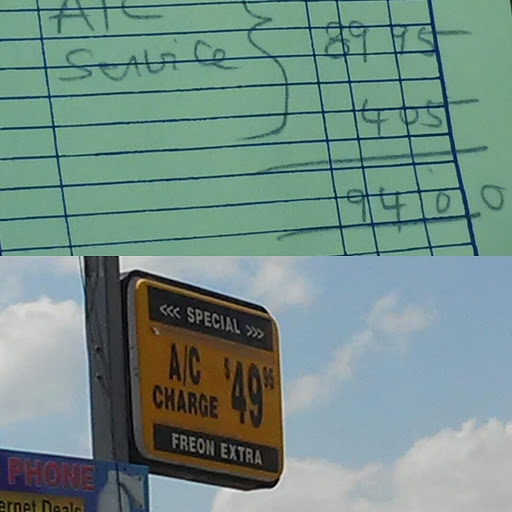 A/C
Service } 89 95
4 05
94 00
<<< SPECIAL >>>
A/C $49 95
CHARGE
FREON EXTRA
PHONE
ernet Deals